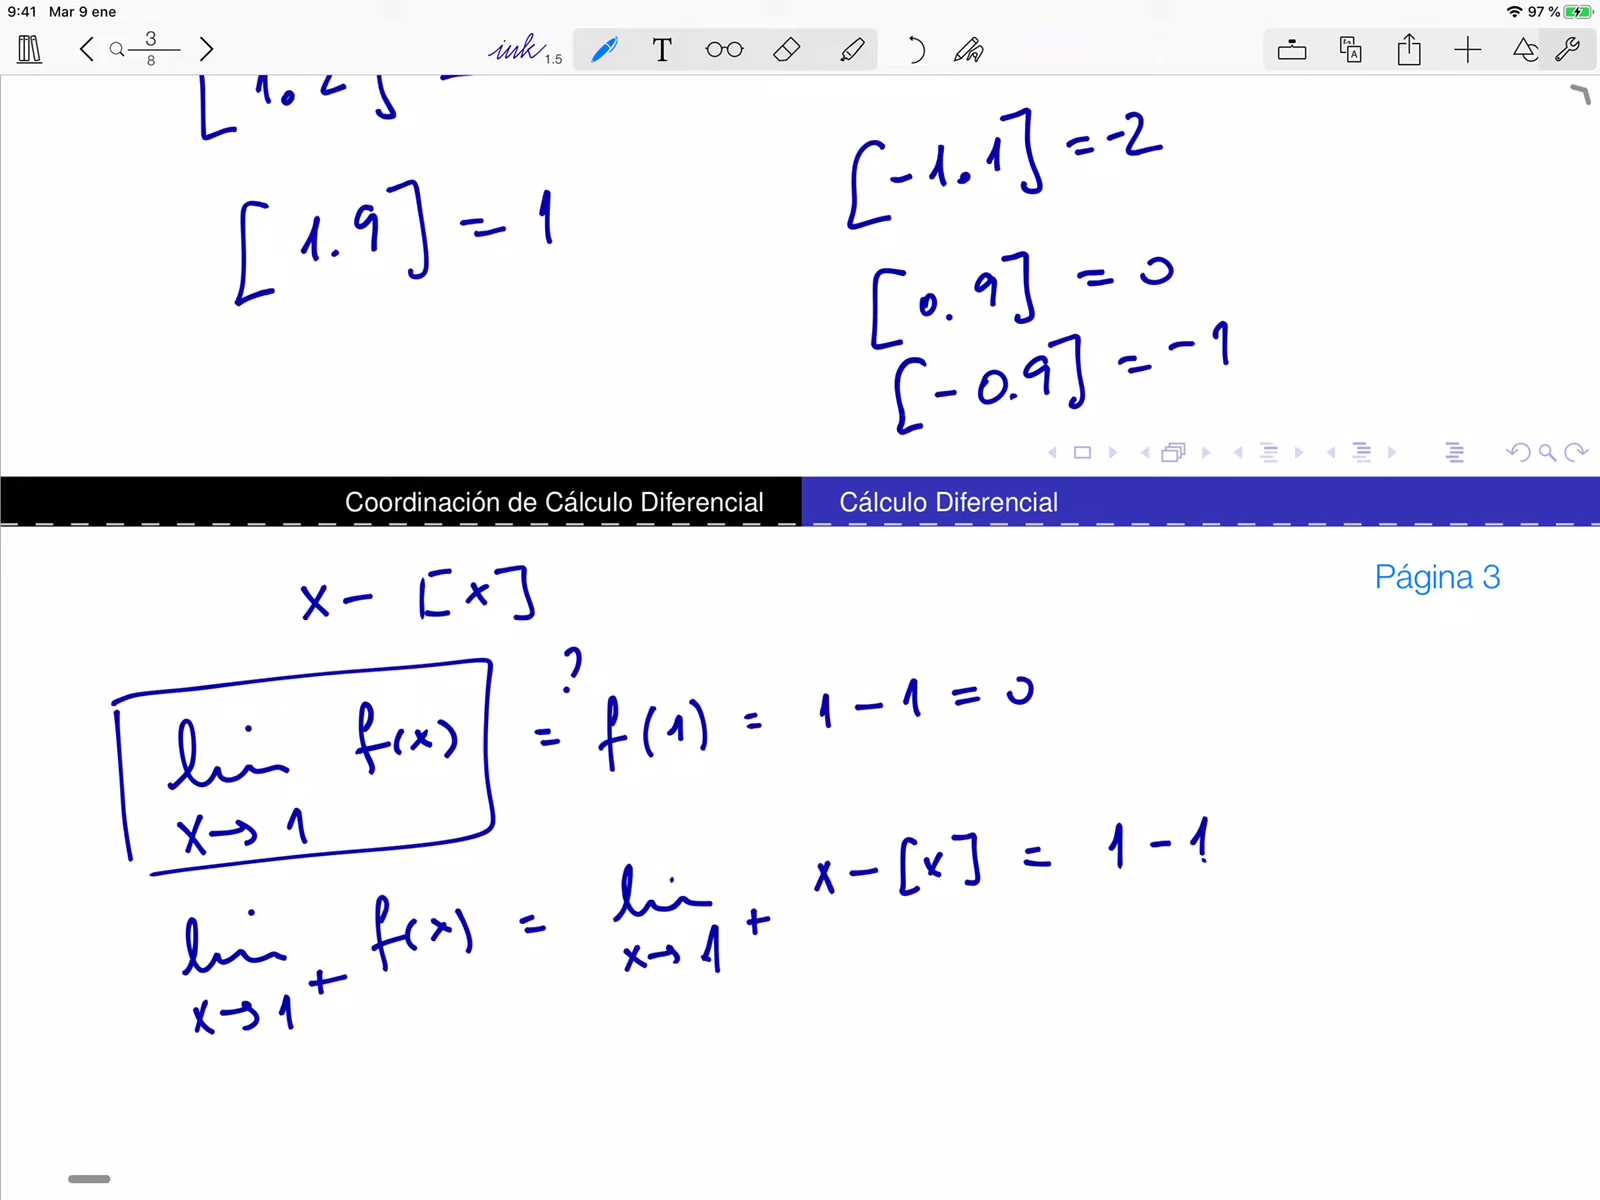 9:41 Mar 9 ene 97 %
3
8
ink 1.5
T
[1.2] =
[1.9] = 1
[-1.1] = -2
[0.9] = 0
[-0.9] = -1
Coordinación de Cálculo Diferencial Cálculo Diferencial
Página 3
x - [x]
?
lim f(x) = f(1) = 1 - 1 = 0
x→1
lim f(x) = lim x - [x] = 1 - 1
x→1+ x→1+